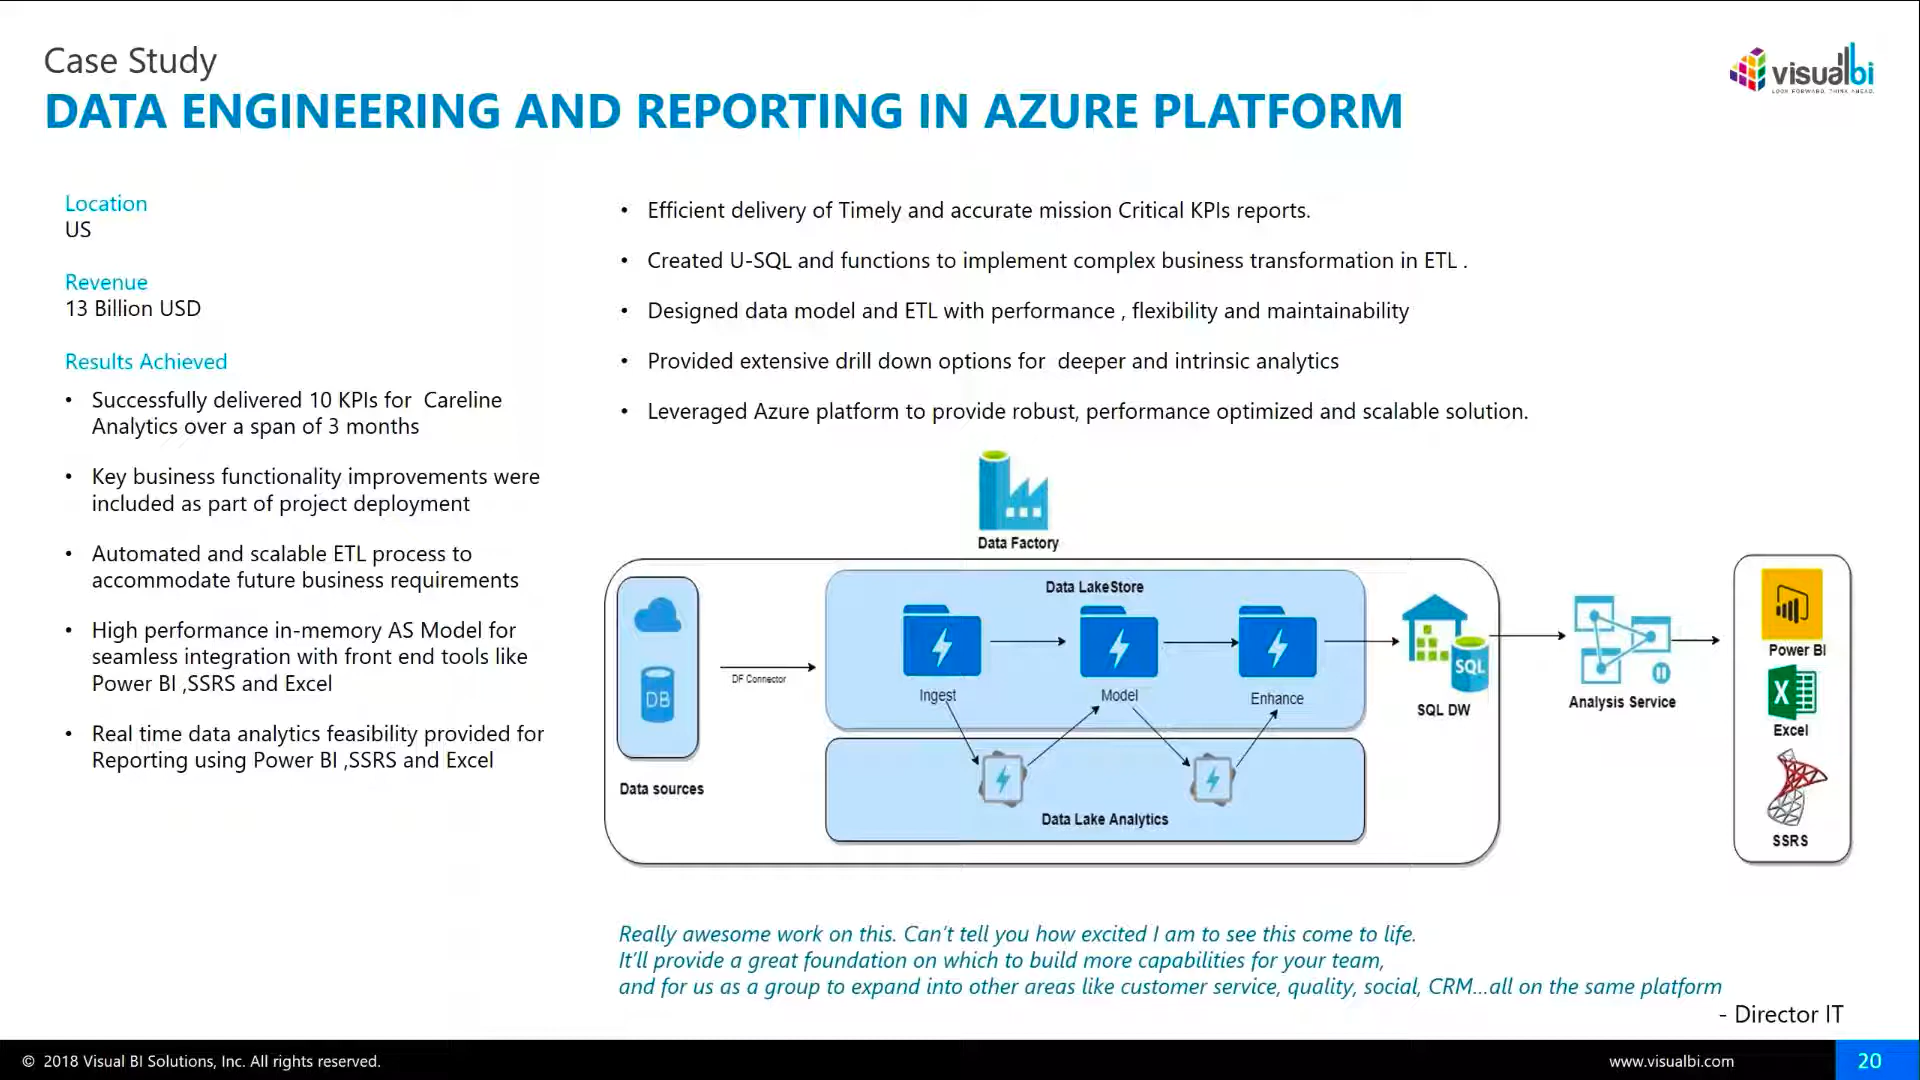 Case Study
DATA ENGINEERING AND REPORTING IN AZURE PLATFORM
visualbi
LOOK FORWARD. THINK AHEAD.
Location
US
Revenue
13 Billion USD
Results Achieved
• Successfully delivered 10 KPIs for Careline
Analytics over a span of 3 months
• Key business functionality improvements were
included as part of project deployment
• Automated and scalable ETL process to
accommodate future business requirements
• High performance in-memory AS Model for
seamless integration with front end tools like
Power BI ,SSRS and Excel
• Real time data analytics feasibility provided for
Reporting using Power BI ,SSRS and Excel
• Efficient delivery of Timely and accurate mission Critical KPIs reports.
• Created U-SQL and functions to implement complex business transformation in ETL .
• Designed data model and ETL with performance , flexibility and maintainability
• Provided extensive drill down options for deeper and intrinsic analytics
• Leveraged Azure platform to provide robust, performance optimized and scalable solution.
Data Factory
DB
Data sources
DF Connector
Data LakeStore
Ingest
Model
Enhance
Data Lake Analytics
SQL
SQL DW
Analysis Service
Power BI
X
Excel
SSRS
Really awesome work on this. Can't tell you how excited I am to see this come to life.
It'll provide a great foundation on which to build more capabilities for your team,
and for us as a group to expand into other areas like customer service, quality, social, CRM...all on the same platform
- Director IT
© 2018 Visual BI Solutions, Inc. All rights reserved.
www.visualbi.com
20